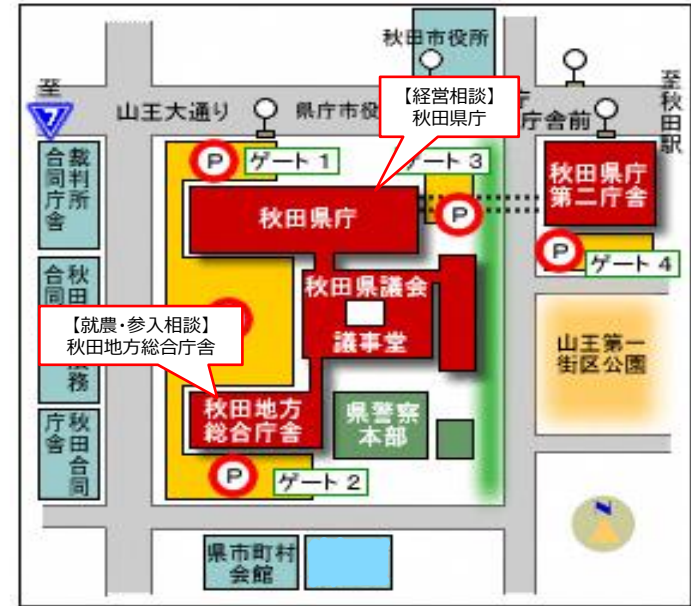 秋田市役所
至
7
山王大通り
県庁市役
【経営相談】
秋田県庁
庁
庁舎前
至秋田駅
裁判所
合同庁舎
P
ゲート1
ゲート3
秋田県庁
P
秋田県庁
第二庁舎
P
ゲート4
秋田県議会
議事堂
秋田
合同
務
【就農・参入相談】
秋田地方総合庁舎
山王第一
街区公園
秋田地方
総合庁舎
県警察
本部
秋田合同
庁舎
P
ゲート2
N
県市町村
会館